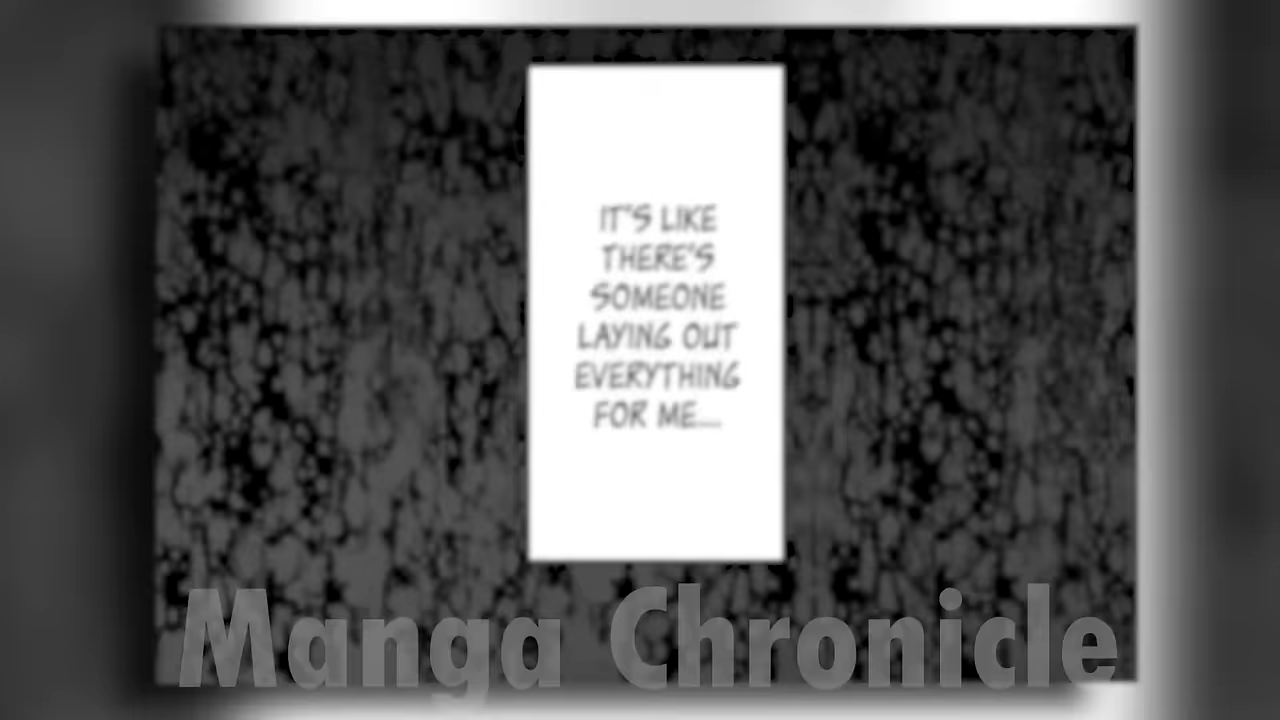 IT'S LIKE
THERE'S
SOMEONE
LAYING OUT
EVERYTHING
FOR ME...
Manga Chronicle